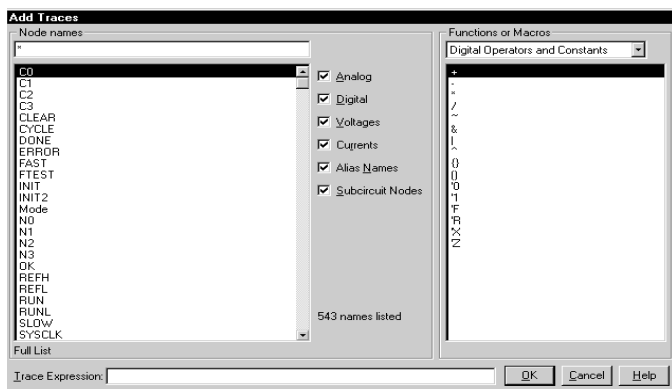 Add Traces
Node names
*
C0
C1
C2
C3
CLEAR
CYCLE
DONE
ERROR
FAST
FTEST
INIT
INIT2
Mode
N0
N1
N2
N3
OK
REFH
REFL
RUN
RUNL
SLOW
SYSCLK
Full List
Analog
Digital
Voltages
Currents
Alias Names
Subcircuit Nodes
543 names listed
Functions or Macros
Digital Operators and Constants
+
-
*
/
~
&
|
^
{}
[]
'0
'1
'F
'R
'X
'Z
Trace Expression:
OK
Cancel
Help